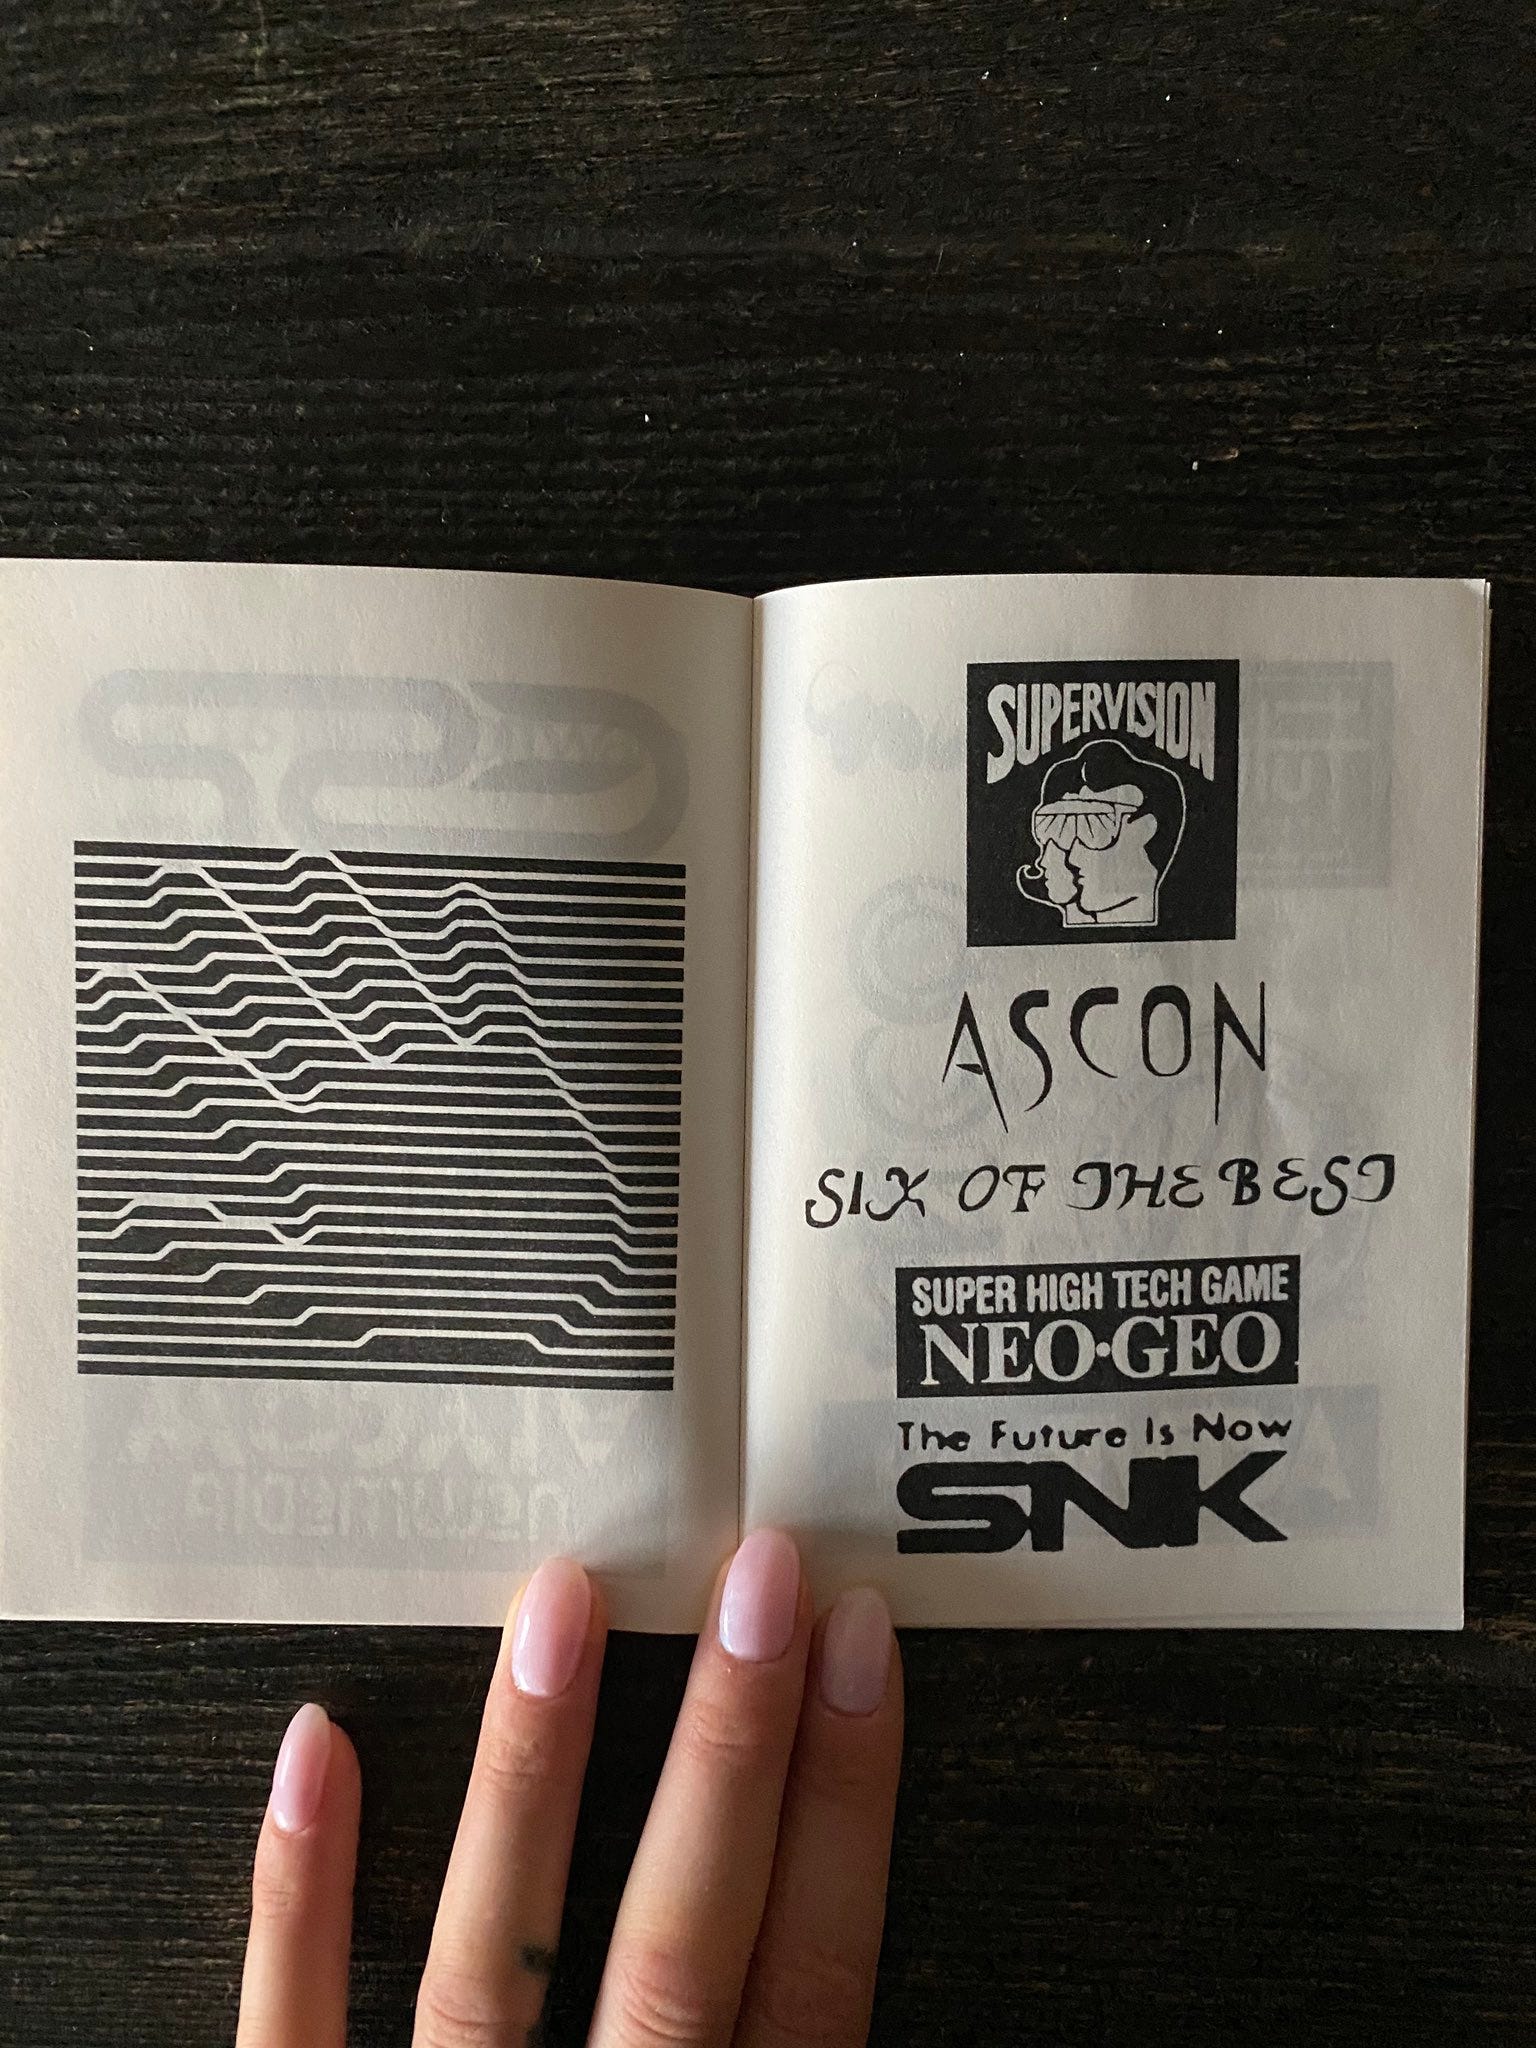 SUPERVISION
ASCON
SIX OF THE BEST
SUPER HIGH TECH GAME
NEO•GEO
The Future Is Now
SNK